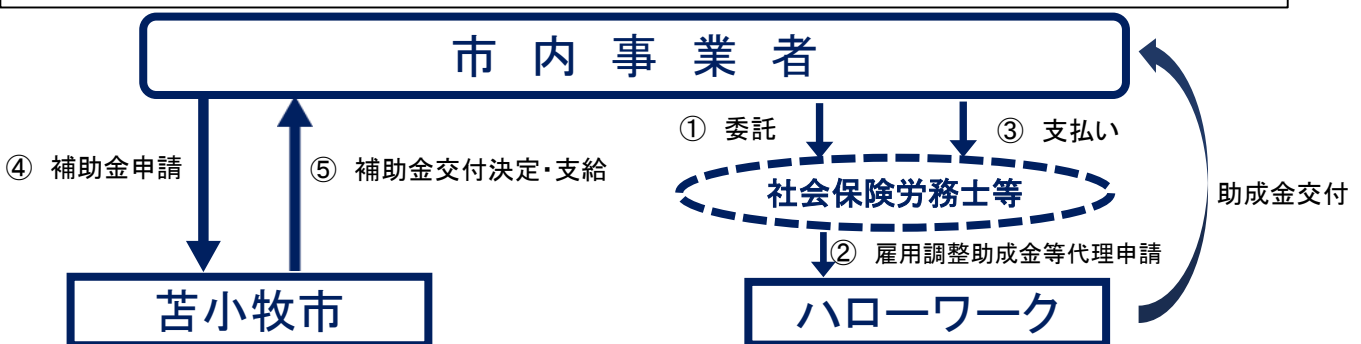 市内事業者
① 委託
③ 支払い
④ 補助金申請
⑤ 補助金交付決定・支給
社会保険労務士等
助成金交付
② 雇用調整助成金等代理申請
苫小牧市
ハローワーク